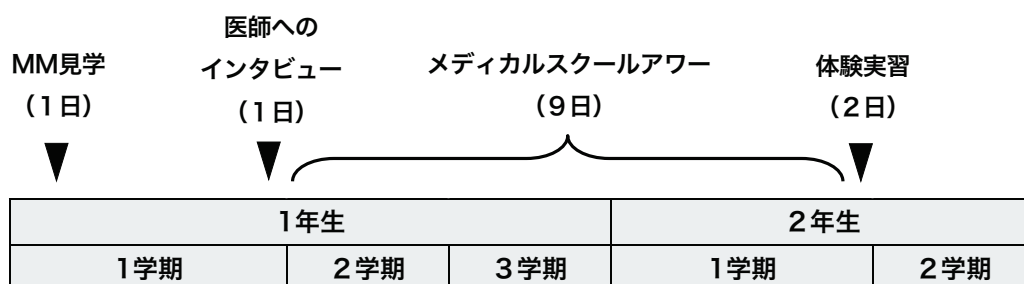 MM見学
（１日）
医師への
インタビュー
（１日）
メディカルスクールアワー
（９日）
体験実習
（２日）
１年生
２年生
１学期
２学期
３学期
１学期
２学期